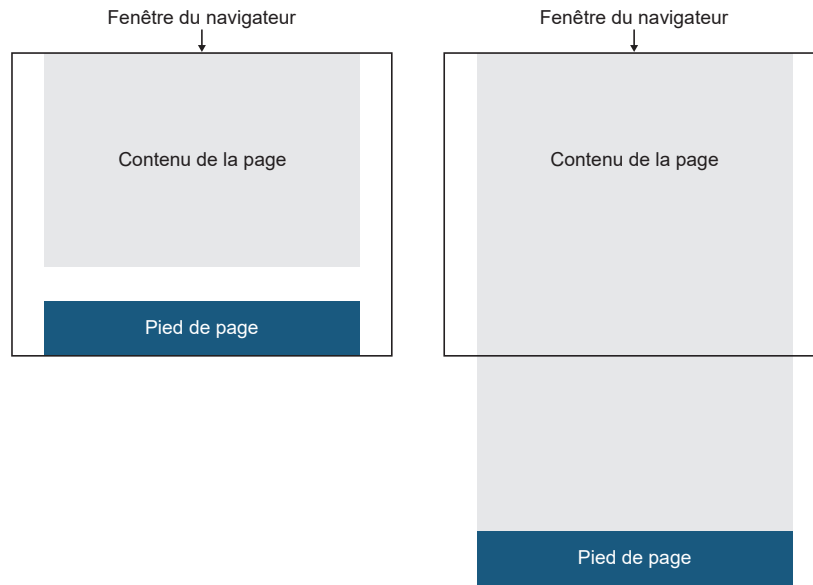 Fenêtre du navigateur
Contenu de la page
Pied de page
Fenêtre du navigateur
Contenu de la page
Pied de page